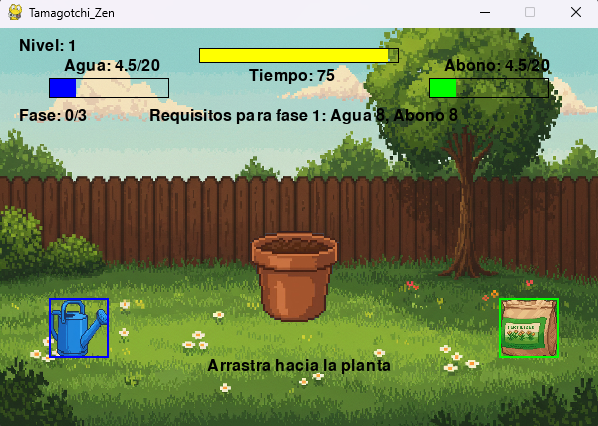 Tamagotchi_Zen
Nivel: 1
Agua: 4.5/20
Tiempo: 75
Abono: 4.5/20
Fase: 0/3
Requisitos para fase 1: Agua 8, Abono 8
FERTILIZER
Arrastra hacia la planta